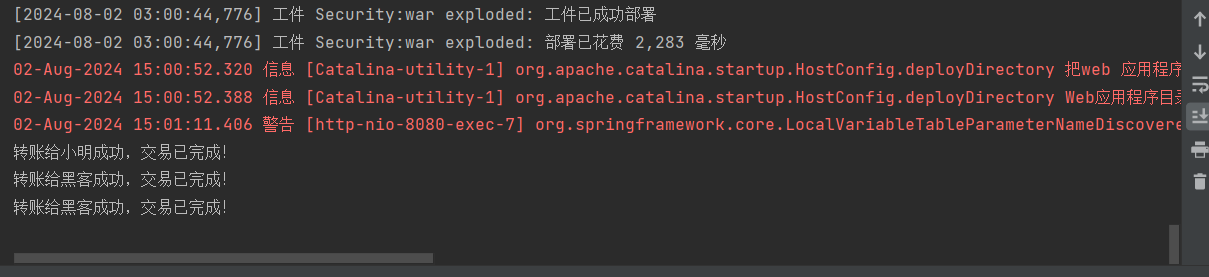 [2024-08-02 03:00:44,776] 工件 Security:war exploded: 工件已成功部署
[2024-08-02 03:00:44,776] 工件 Security:war exploded: 部署已花费 2,283 毫秒
02-Aug-2024 15:00:52.320 信息 [Catalina-utility-1] org.apache.catalina.startup.HostConfig.deployDirectory 把web 应用程序
02-Aug-2024 15:00:52.388 信息 [Catalina-utility-1] org.apache.catalina.startup.HostConfig.deployDirectory Web应用程序目录
02-Aug-2024 15:01:11.406 警告 [http-nio-8080-exec-7] org.springframework.core.LocalVariableTableParameterNameDiscovere
转账给小明成功，交易已完成！
转账给黑客成功，交易已完成！
转账给黑客成功，交易已完成！